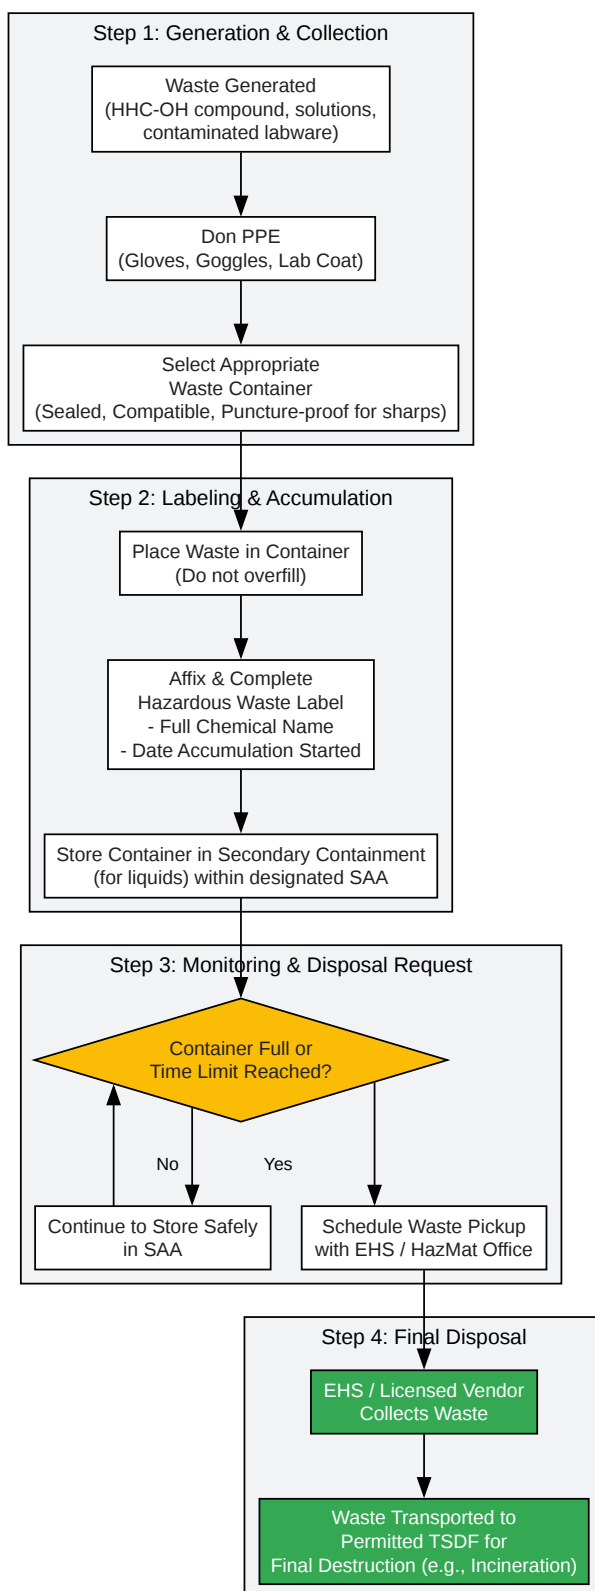 Step 1: Generation & Collection
Waste Generated
(HHC-OH compound, solutions,
contaminated labware)
Don PPE
(Gloves, Goggles, Lab Coat)
Select Appropriate
Waste Container
(Sealed, Compatible, Puncture-proof for sharps)
Step 2: Labeling & Accumulation
Place Waste in Container
(Do not overfill)
Affix & Complete
Hazardous Waste Label
- Full Chemical Name
- Date Accumulation Started
Store Container in Secondary Containment
(for liquids) within designated SAA
Step 3: Monitoring & Disposal Request
Container Full or
Time Limit Reached?
No
Yes
Continue to Store Safely
in SAA
Schedule Waste Pickup
with EHS / HazMat Office
Step 4: Final Disposal
EHS / Licensed Vendor
Collects Waste
Waste Transported to
Permitted TSDF for
Final Destruction (e.g., Incineration)